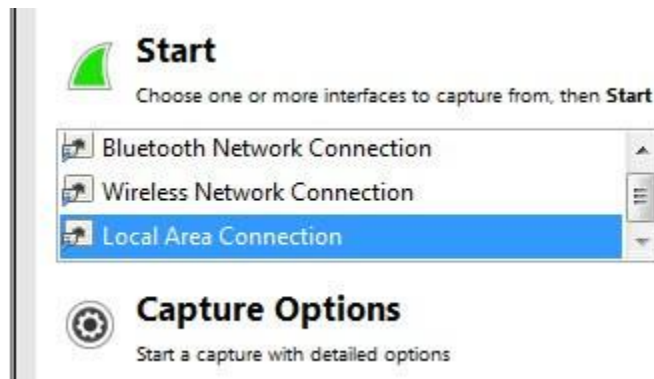 Start
Choose one or more interfaces to capture from, then Start
Bluetooth Network Connection
Wireless Network Connection
Local Area Connection
Capture Options
Start a capture with detailed options